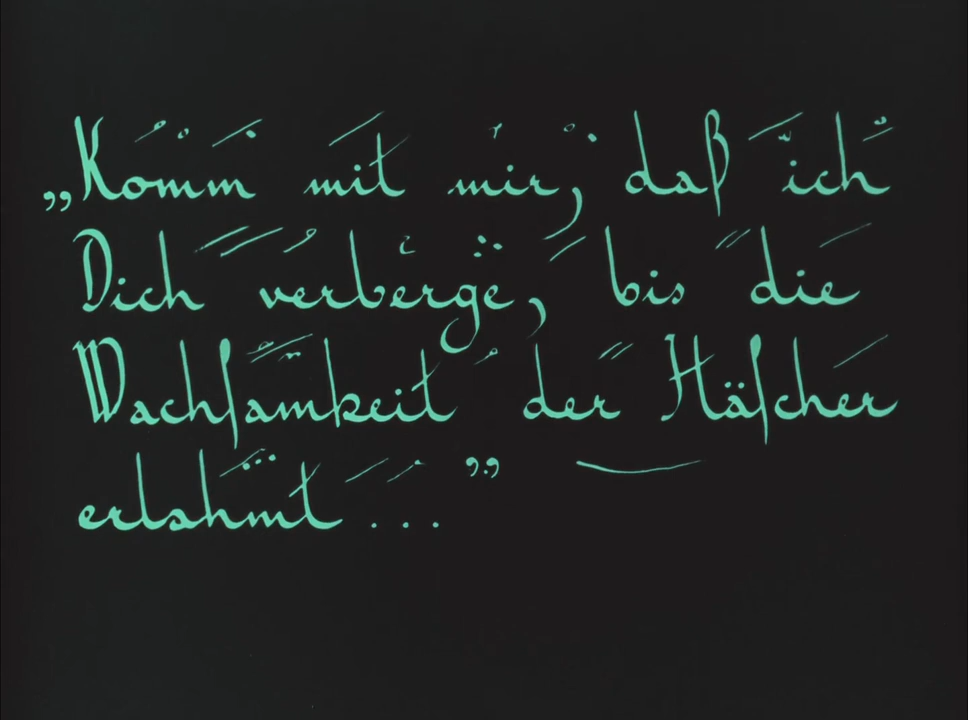 „Komm mit mir, daß ich
Dich verberge, bis die
Wachſamkeit der Häſcher
erlahmt . . . ”